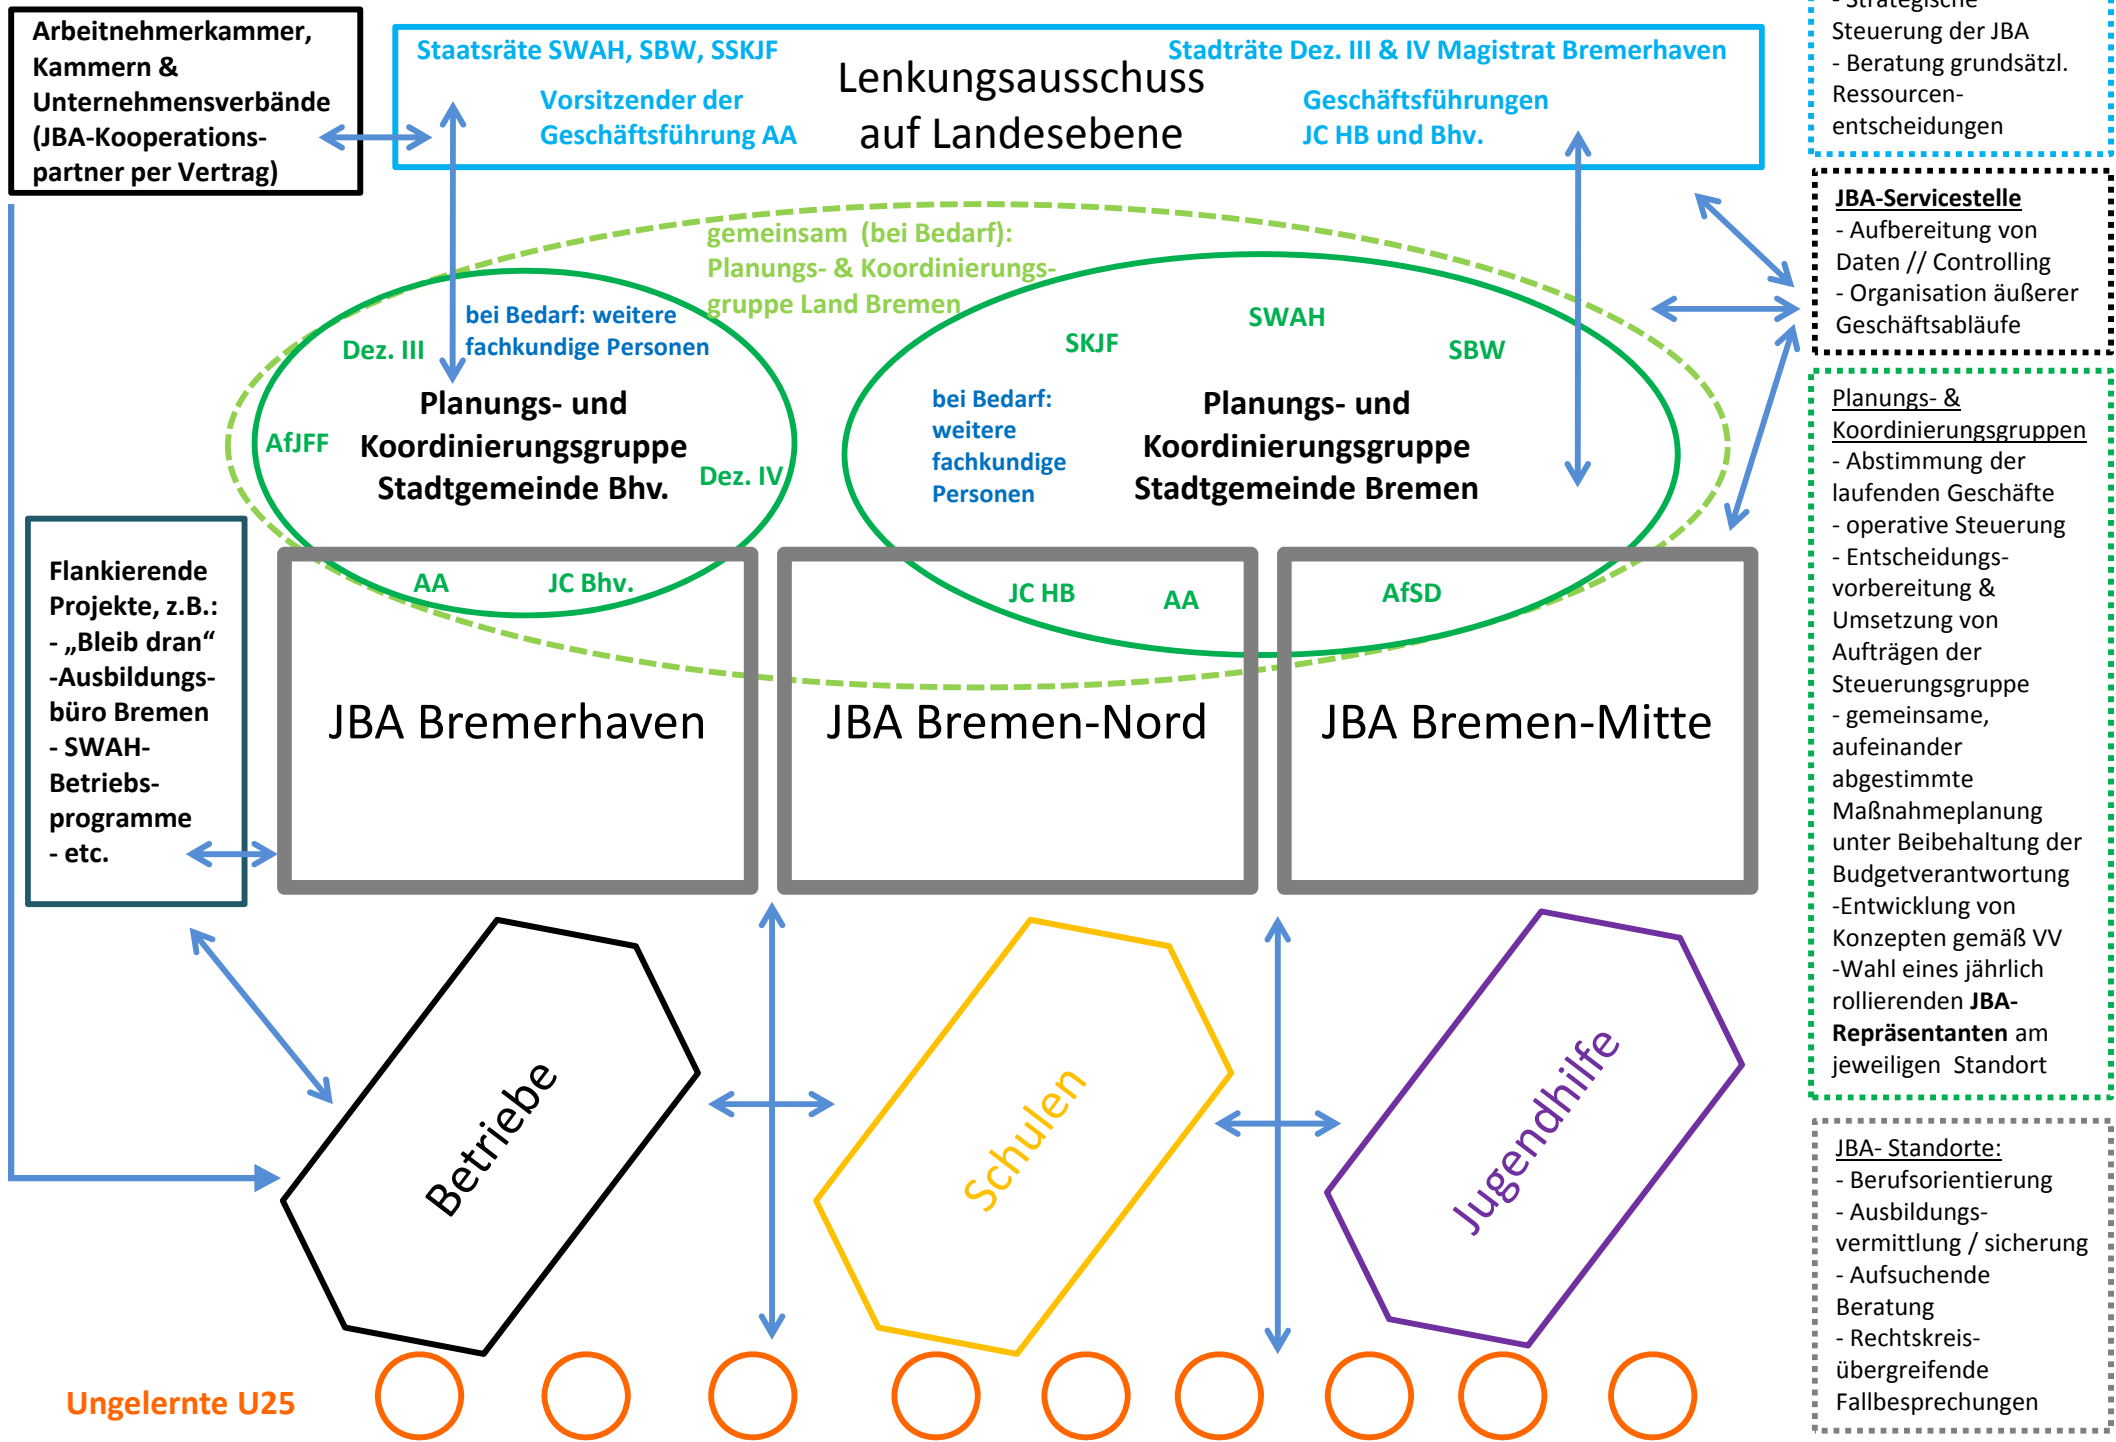 Arbeitnehmerkammer,
Kammern &
Unternehmensverbände
(JBA-Kooperations-
partner per Vertrag)
Staatsräte SWAH, SBW, SSKJF
Stadträte Dez. III & IV Magistrat Bremerhaven
Lenkungsausschuss
auf Landesebene
Vorsitzender der
Geschäftsführung AA
Geschäftsführungen
JC HB und Bhv.
- Strategische
Steuerung der JBA
- Beratung grundsätzl.
Ressourcen-
entscheidungen
JBA-Servicestelle
- Aufbereitung von
Daten // Controlling
- Organisation äußerer
Geschäftsabläufe
gemeinsam (bei Bedarf):
Planungs- & Koordinierungs-
gruppe Land Bremen
bei Bedarf: weitere
fachkundige Personen
Dez. III
Planungs- und
Koordinierungsgruppe
Stadtgemeinde Bhv.
AfJFF
Dez. IV
AA
JC Bhv.
SKJF
SWAH
SBW
bei Bedarf:
weitere
fachkundige
Personen
Planungs- und
Koordinierungsgruppe
Stadtgemeinde Bremen
JC HB
AA
AfSD
Planungs- &
Koordinierungsgruppen
- Abstimmung der
laufenden Geschäfte
- operative Steuerung
- Entscheidungs-
vorbereitung &
Umsetzung von
Aufträgen der
Steuerungsgruppe
- gemeinsame,
aufeinander
abgestimmte
Maßnahmeplanung
unter Beibehaltung der
Budgetverantwortung
-Entwicklung von
Konzepten gemäß VV
-Wahl eines jährlich
rollierenden JBA-
Repräsentanten am
jeweiligen Standort
Flankierende
Projekte, z.B.:
- „Bleib dran“
-Ausbildungs-
büro Bremen
- SWAH-
Betriebs-
programme
- etc.
JBA Bremerhaven
JBA Bremen-Nord
JBA Bremen-Mitte
Betriebe
Schulen
Jugendhilfe
JBA- Standorte:
- Berufsorientierung
- Ausbildungs-
vermittlung / sicherung
- Aufsuchende
Beratung
- Rechtskreis-
übergreifende
Fallbesprechungen
Ungelernte U25